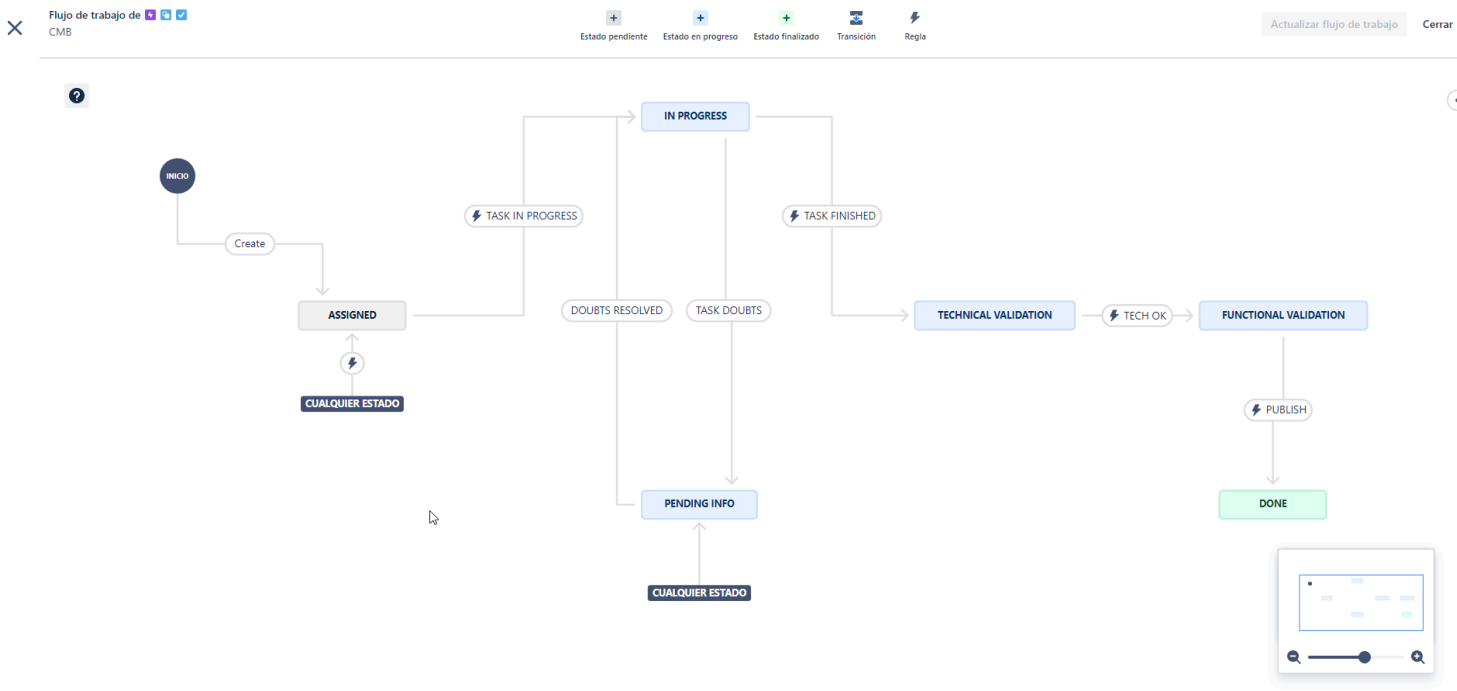 Flujo de trabajo de
CMB
Estado pendiente
Estado en progreso
Estado finalizado
Transición
Regla
Actualizar flujo de trabajo
Cerrar
IN PROGRESS
INICIO
TASK IN PROGRESS
TASK FINISHED
Create
DOUBTS RESOLVED
TASK DOUBTS
ASSIGNED
TECHNICAL VALIDATION
TECH OK
FUNCTIONAL VALIDATION
CUALQUIER ESTADO
PUBLISH
PENDING INFO
DONE
CUALQUIER ESTADO